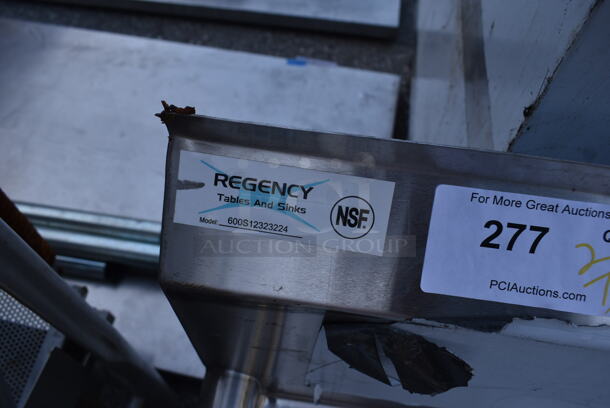 REGENCY
Tables And Sinks
Model 600S12323224
NSF.
AUCTION GROUP
For More Great Auctions
277
PCIAuctions.com